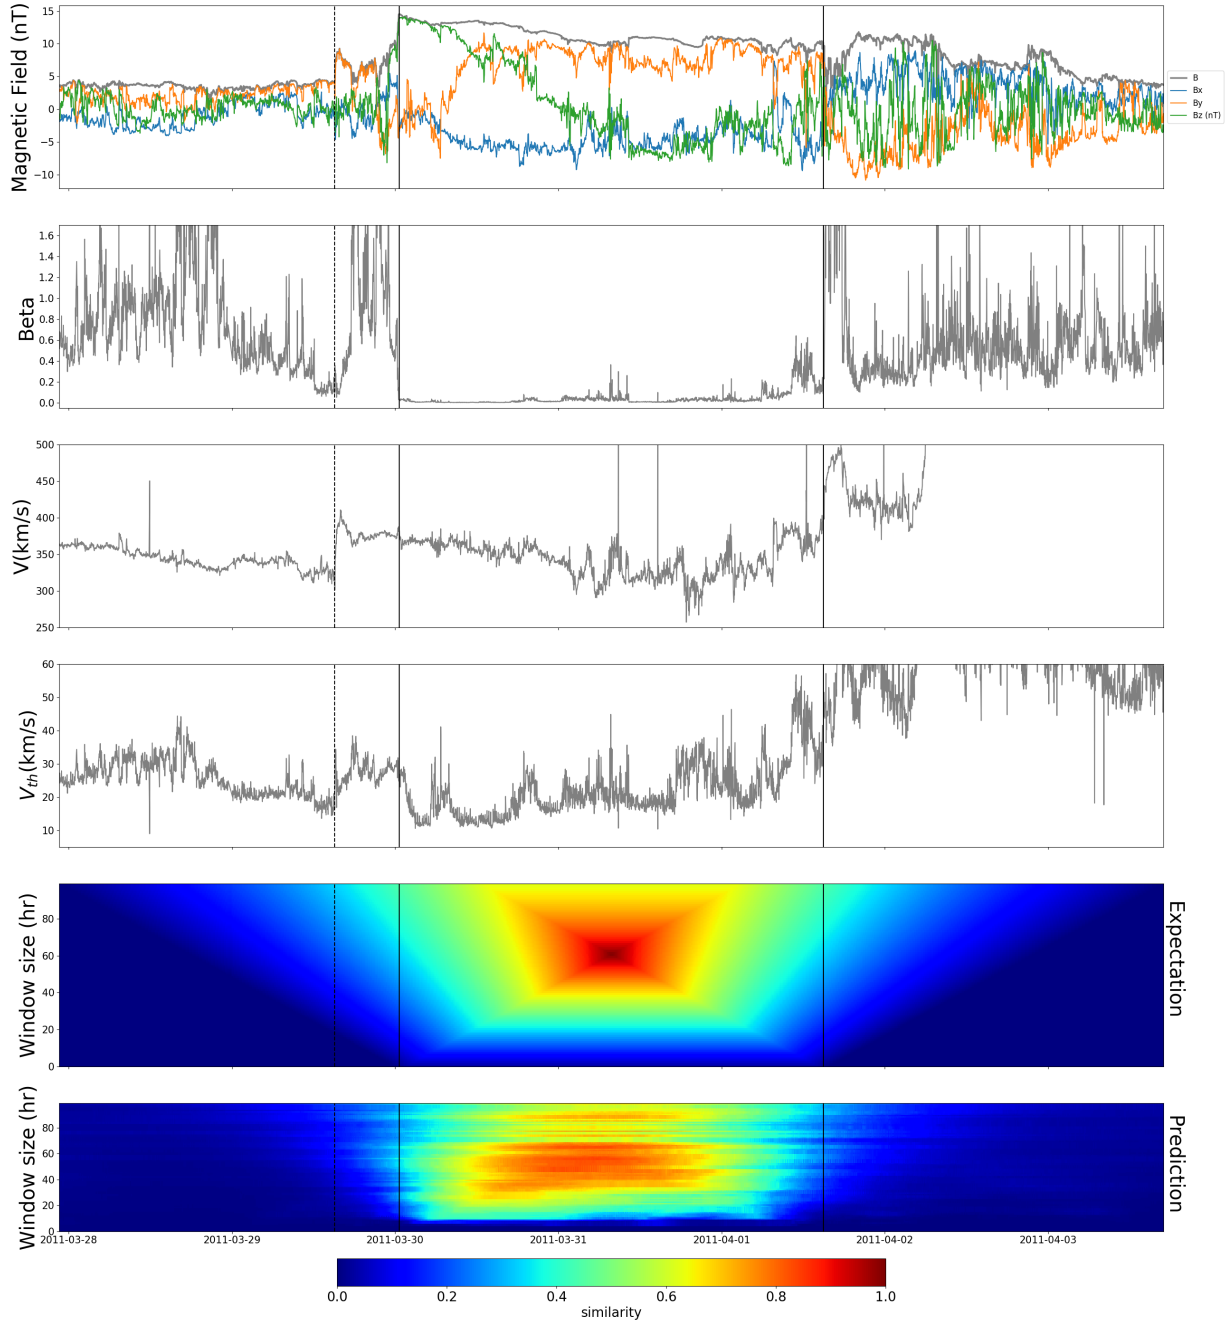 Magnetic Field (nT)
15
10
5
0
−5
−10
B
Bx
By
Bz (nT)
Beta
1.6
1.4
1.2
1.0
0.8
0.6
0.4
0.2
0.0
V(km/s)
500
450
400
350
300
250
V_th(km/s)
60
50
40
30
20
10
Window size (hr)
80
60
40
20
0
Expectation
Window size (hr)
80
60
40
20
0
Prediction
2011-03-28 2011-03-29 2011-03-30 2011-03-31 2011-04-01 2011-04-02 2011-04-03
0.0 0.2 0.4 0.6 0.8 1.0
similarity